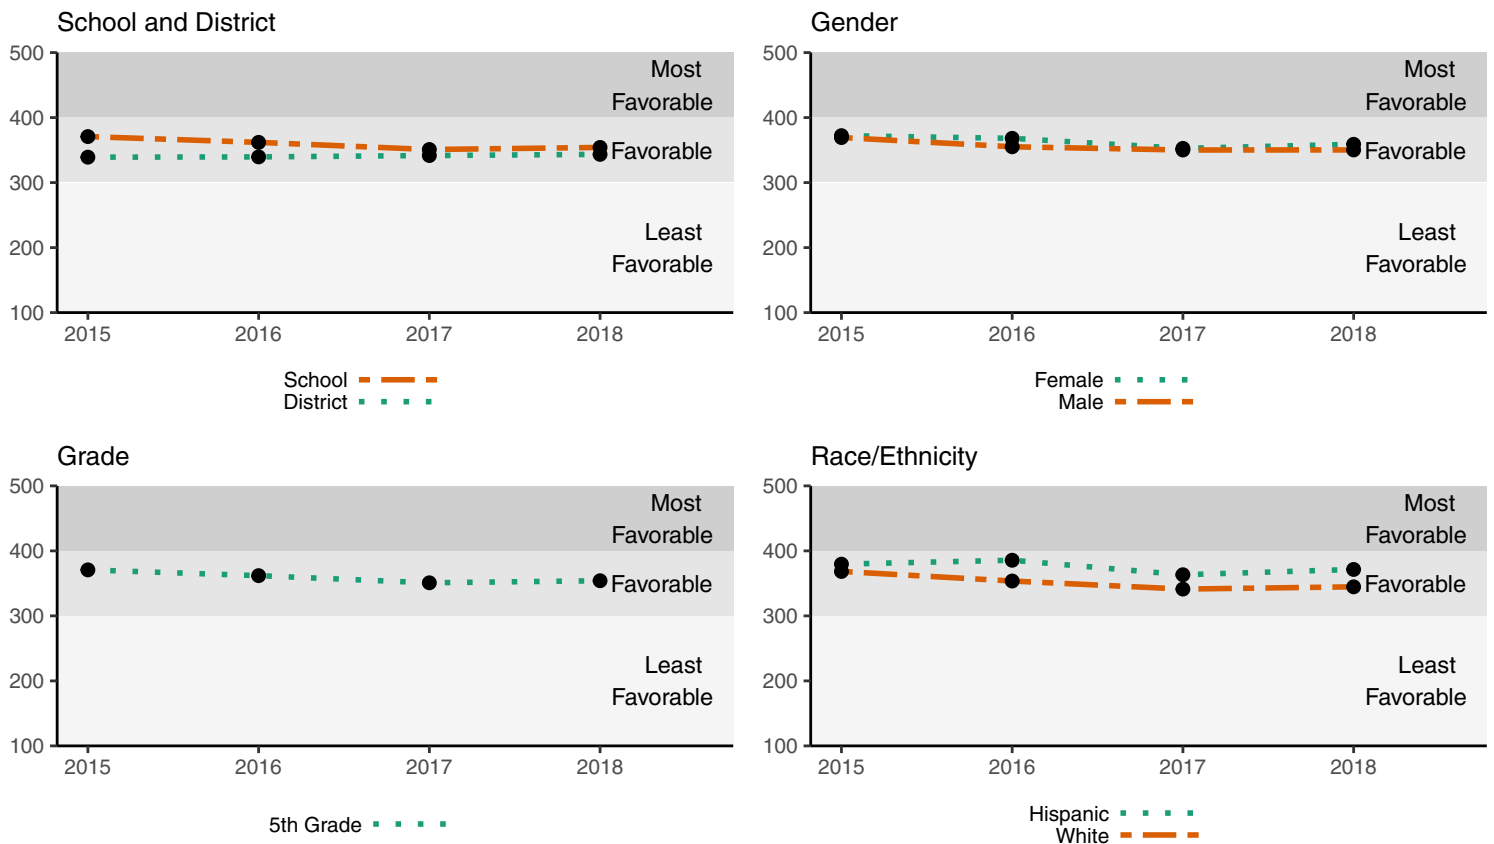 School and District
500
400
300
200
100
Most
Favorable
Favorable
Least
Favorable
2015 2016 2017 2018
School
District
Gender
500
400
300
200
100
Most
Favorable
Favorable
Least
Favorable
2015 2016 2017 2018
Female
Male
Grade
500
400
300
200
100
Most
Favorable
Favorable
Least
Favorable
2015 2016 2017 2018
5th Grade
Race/Ethnicity
500
400
300
200
100
Most
Favorable
Favorable
Least
Favorable
2015 2016 2017 2018
Hispanic
White